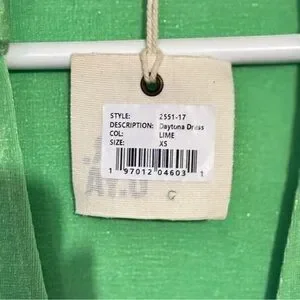 STYLE: 2551-17
DESCRIPTION: Daytona Dress
COL: LIME
SIZE: XS
1 97012 04603 1